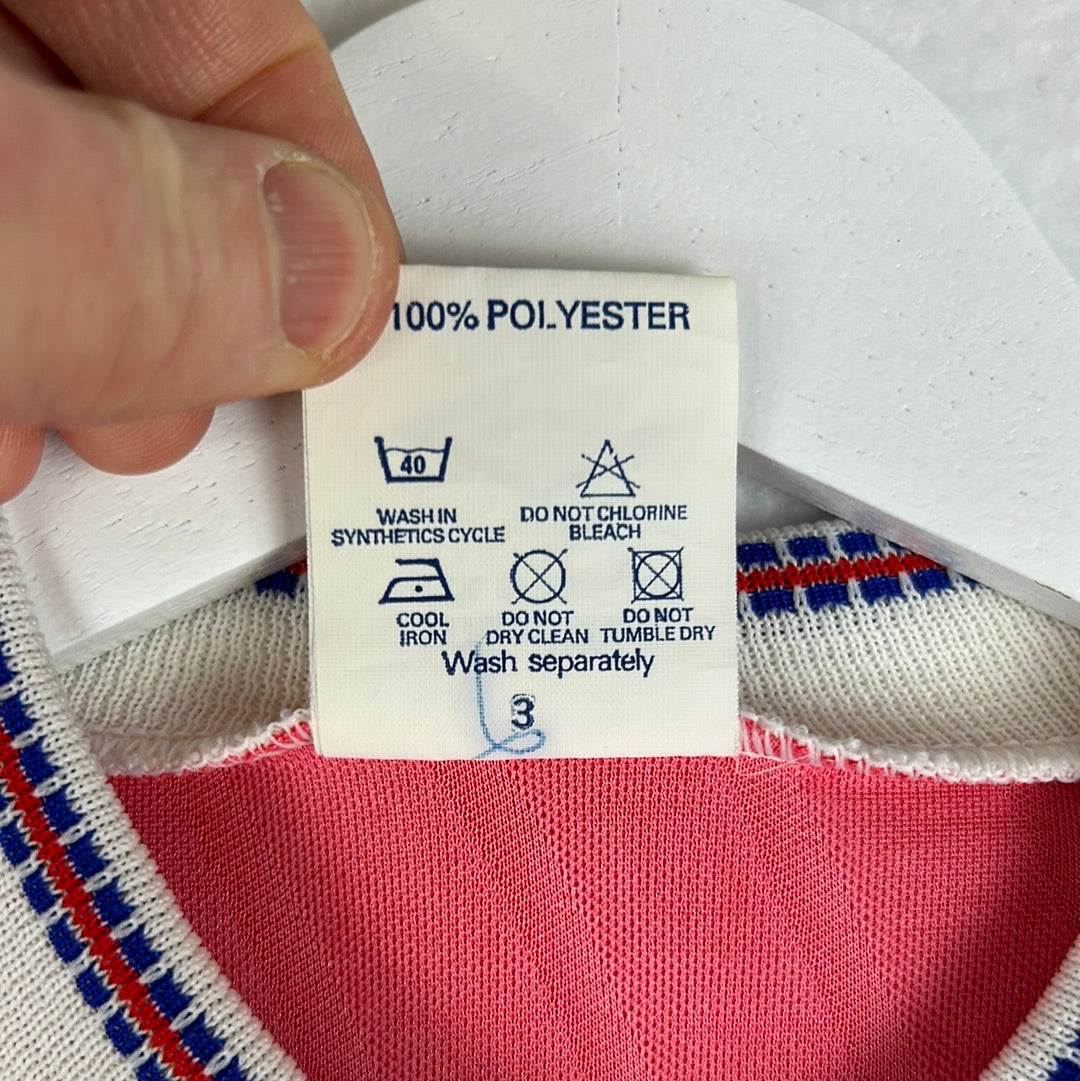 100% POLYESTER
40
WASH IN
SYNTHETICS CYCLE
DO NOT CHLORINE
BLEACH
COOL
IRON
DO NOT
DRY CLEAN
DO NOT
TUMBLE DRY
Wash separately
3